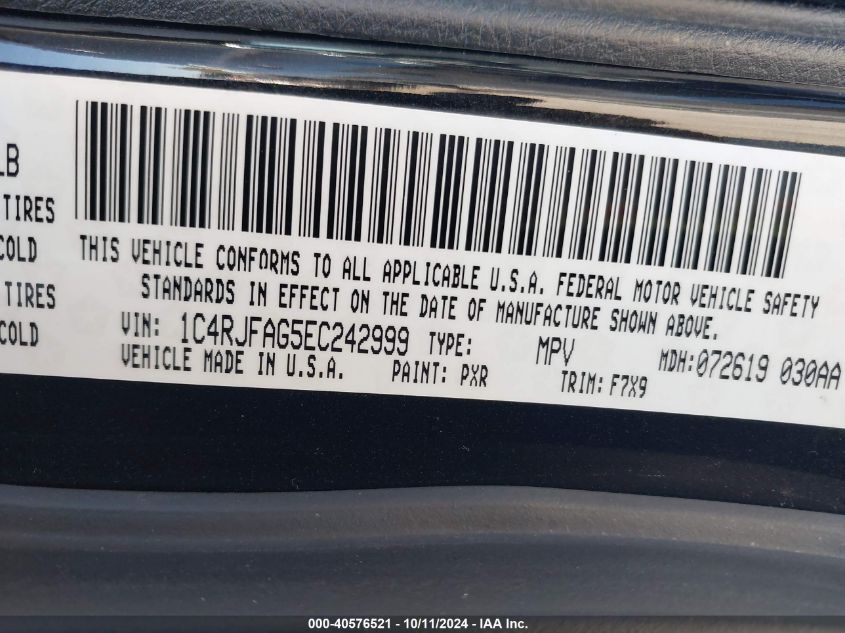 LB
TIRES
COLD
TIRES
COLD
THIS VEHICLE CONFORMS TO ALL APPLICABLE U.S.A. FEDERAL MOTOR VEHICLE SAFETY
STANDARDS IN EFFECT ON THE DATE OF MANUFACTURE SHOWN ABOVE.
VIN: 1C4RJFAG5EC242999 TYPE: MPV MDH:072619 030AA
VEHICLE MADE IN U.S.A. PAINT: PXR TRIM: F7X9
000-40576521 - 10/11/2024 - IAA Inc.